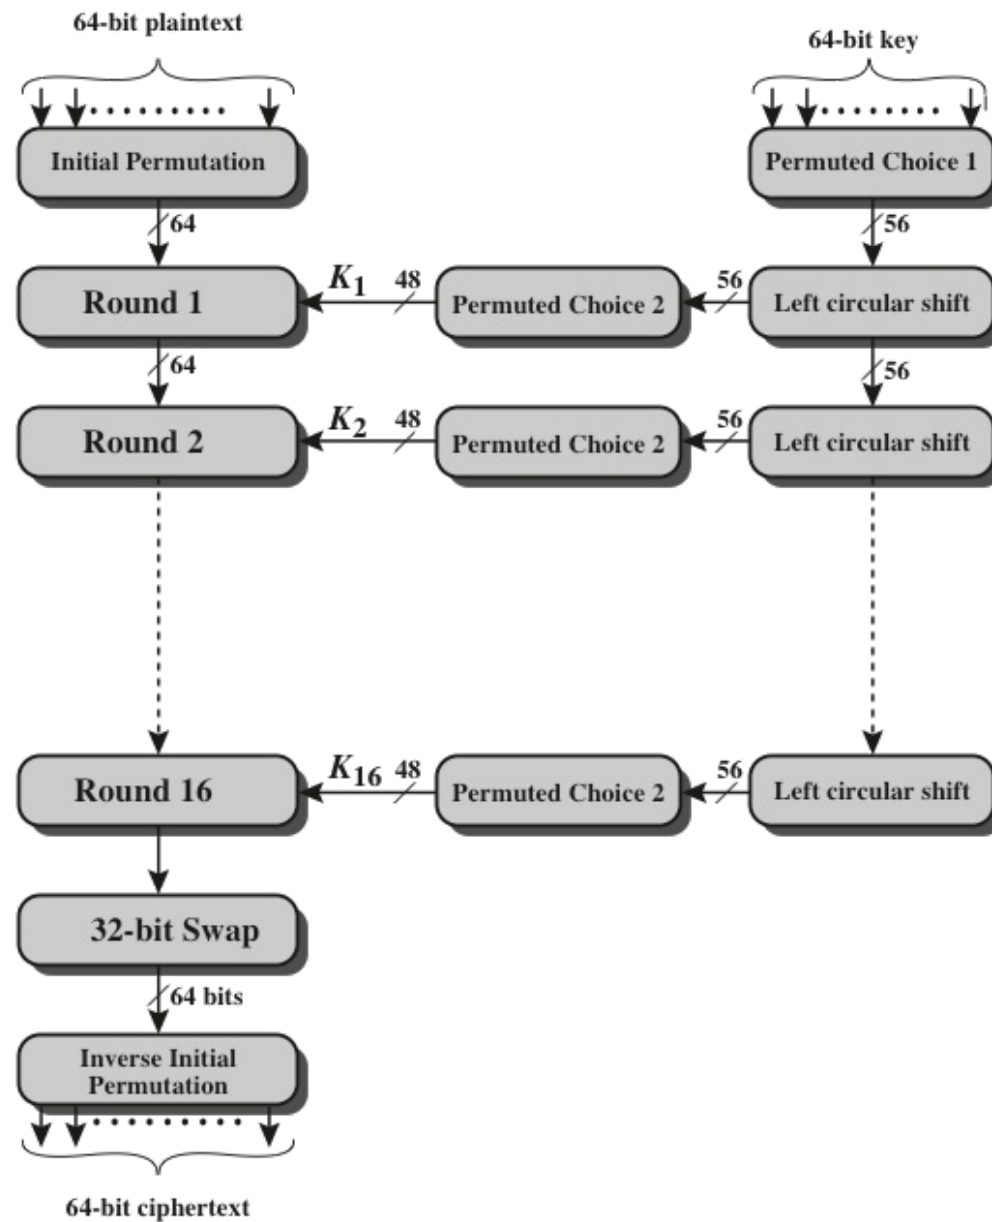 64-bit plaintext
64-bit key
Initial Permutation
Permuted Choice 1
64
56
Round 1
K1
48
Permuted Choice 2
56
Left circular shift
64
56
Round 2
K2
48
Permuted Choice 2
56
Left circular shift
Round 16
K16
48
Permuted Choice 2
56
Left circular shift
32-bit Swap
64 bits
Inverse Initial
Permutation
64-bit ciphertext